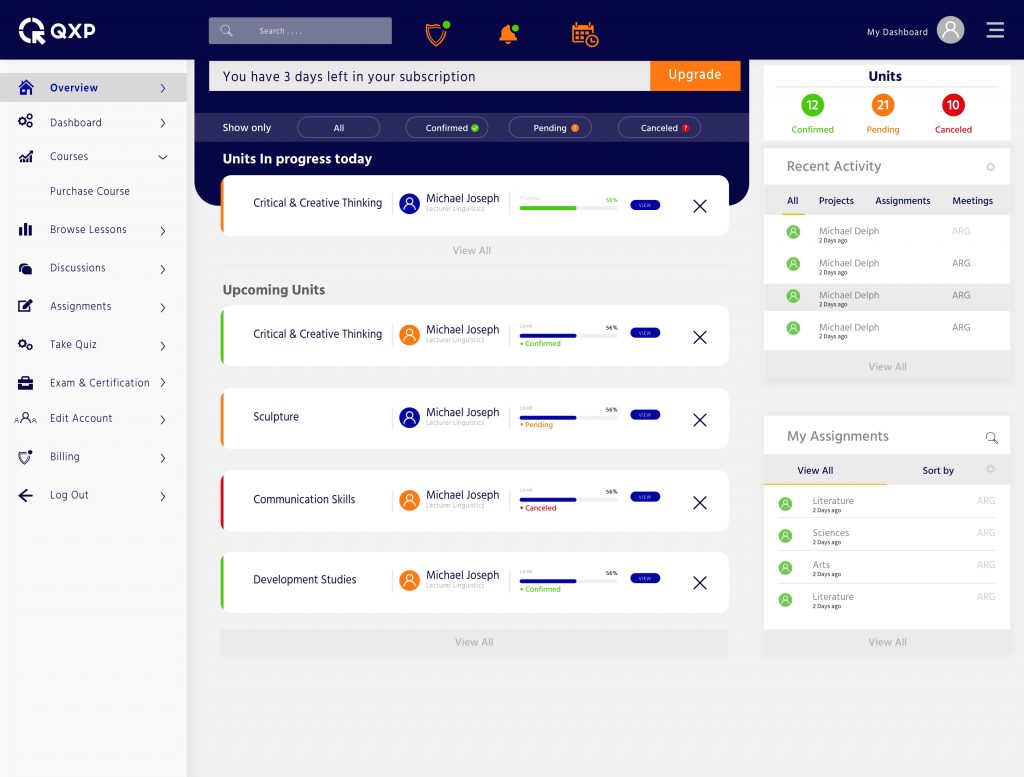 QXP
Search . . . .
My Dashboard
Overview
Dashboard
Courses
Purchase Course
Browse Lessons
Discussions
Assignments
Take Quiz
Exam & Certification
Edit Account
Billing
Log Out
You have 3 days left in your subscription
Upgrade
Show only
All
Confirmed
Pending
Canceled
Units In progress today
Critical & Creative Thinking
Michael Joseph
Lecturer Linguistics
Progress
56%
VIEW
View All
Upcoming Units
Critical & Creative Thinking
Michael Joseph
Lecturer Linguistics
Level
56%
• Confirmed
VIEW
Sculpture
Michael Joseph
Lecturer Linguistics
Level
56%
• Pending
VIEW
Communication Skills
Michael Joseph
Lecturer Linguistics
Level
56%
• Canceled
VIEW
Development Studies
Michael Joseph
Lecturer Linguistics
Level
56%
• Confirmed
VIEW
View All
Units
12 21 10
Confirmed Pending Canceled
Recent Activity
All Projects Assignments Meetings
Michael Delph ARG
2 Days ago
Michael Delph ARG
2 Days ago
Michael Delph ARG
2 Days ago
Michael Delph ARG
2 Days ago
View All
My Assignments
View All Sort by
Literature ARG
2 Days ago
Sciences ARG
2 Days ago
Arts ARG
2 Days ago
Literature ARG
2 Days ago
View All